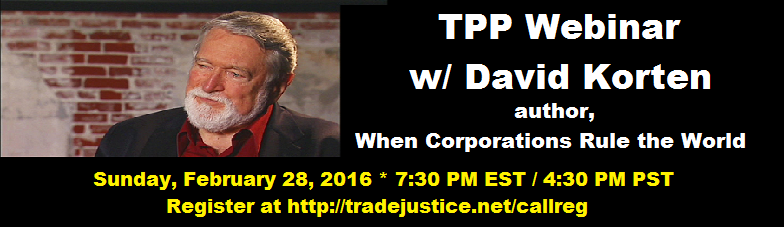 TPP Webinar
w/ David Korten
author,
When Corporations Rule the World
Sunday, February 28, 2016 * 7:30 PM EST / 4:30 PM PST
Register at http://tradejustice.net/callreg